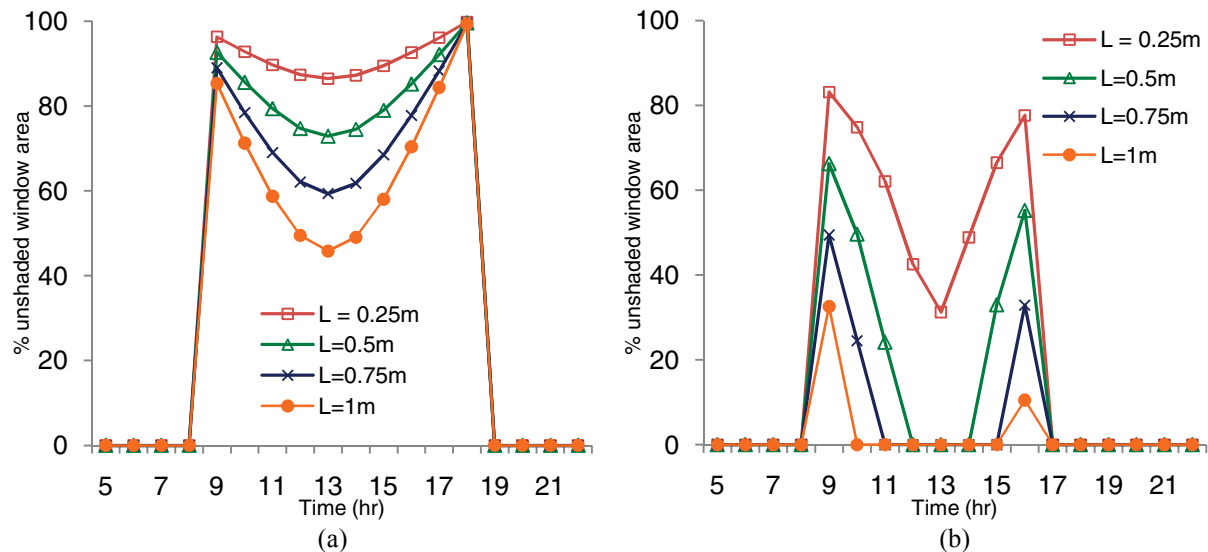 % unshaded window area
100
80
60
40
20
0
L = 0.25m
L=0.5m
L=0.75m
L=1m
5 7 9 11 13 15 17 19 21
Time (hr)
(a)
% unshaded window area
100
80
60
40
20
0
L = 0.25m
L=0.5m
L=0.75m
L=1m
5 7 9 11 13 15 17 19 21
Time (hr)
(b)